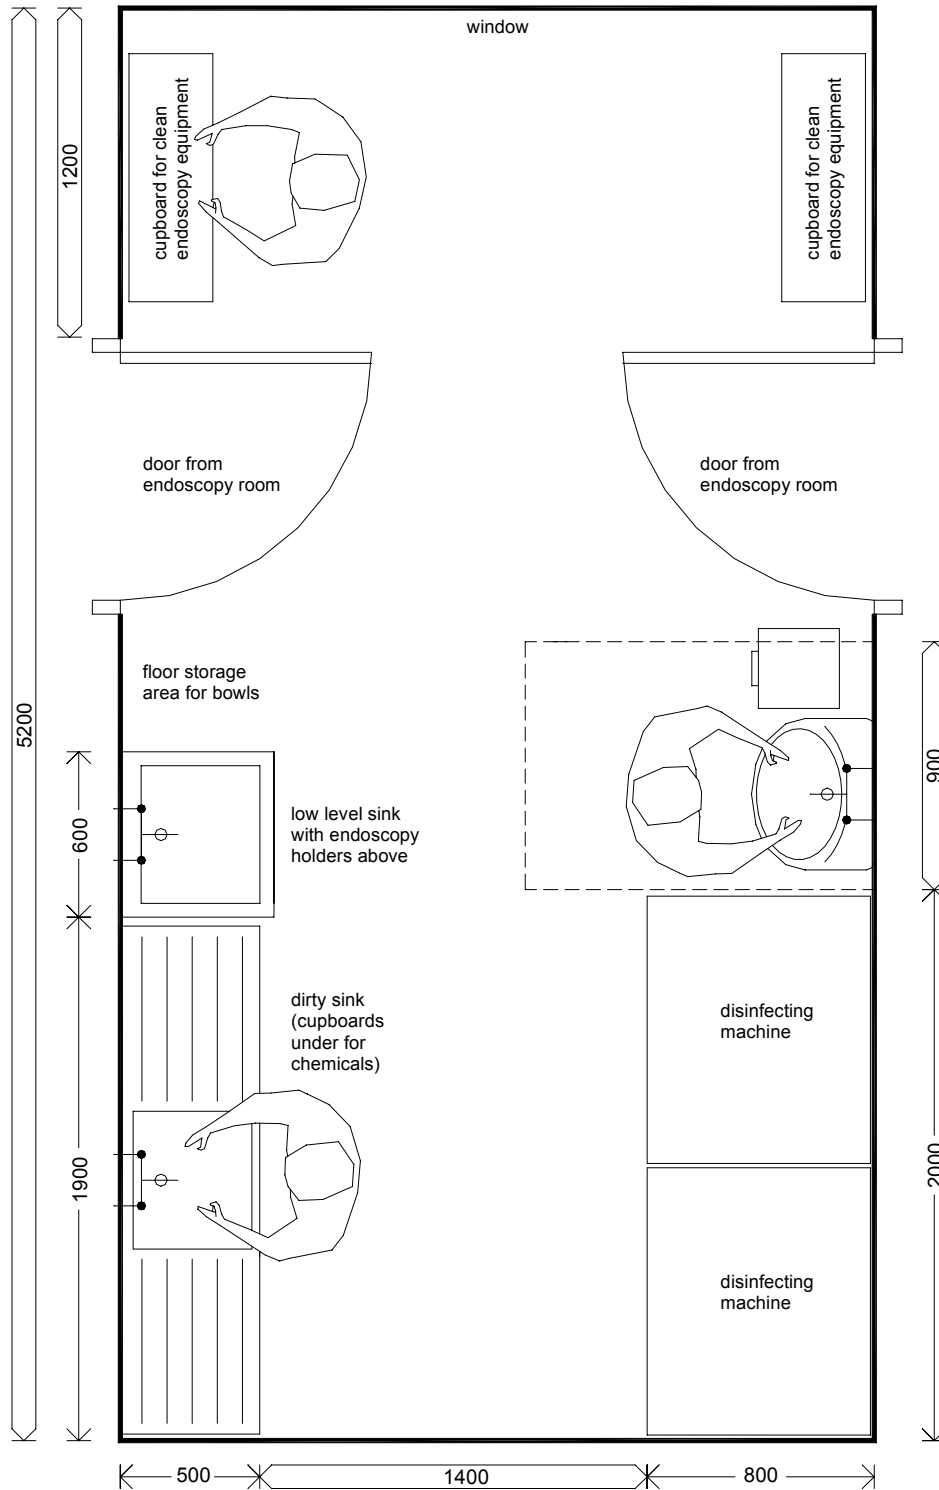 window
cupboard for clean
endoscopy equipment
cupboard for clean
endoscopy equipment
1200
door from
endoscopy room
door from
endoscopy room
5200
floor storage
area for bowls
900
600
low level sink
with endoscopy
holders above
dirty sink
(cupboards
under for
chemicals)
disinfecting
machine
1900
2000
disinfecting
machine
500
1400
800